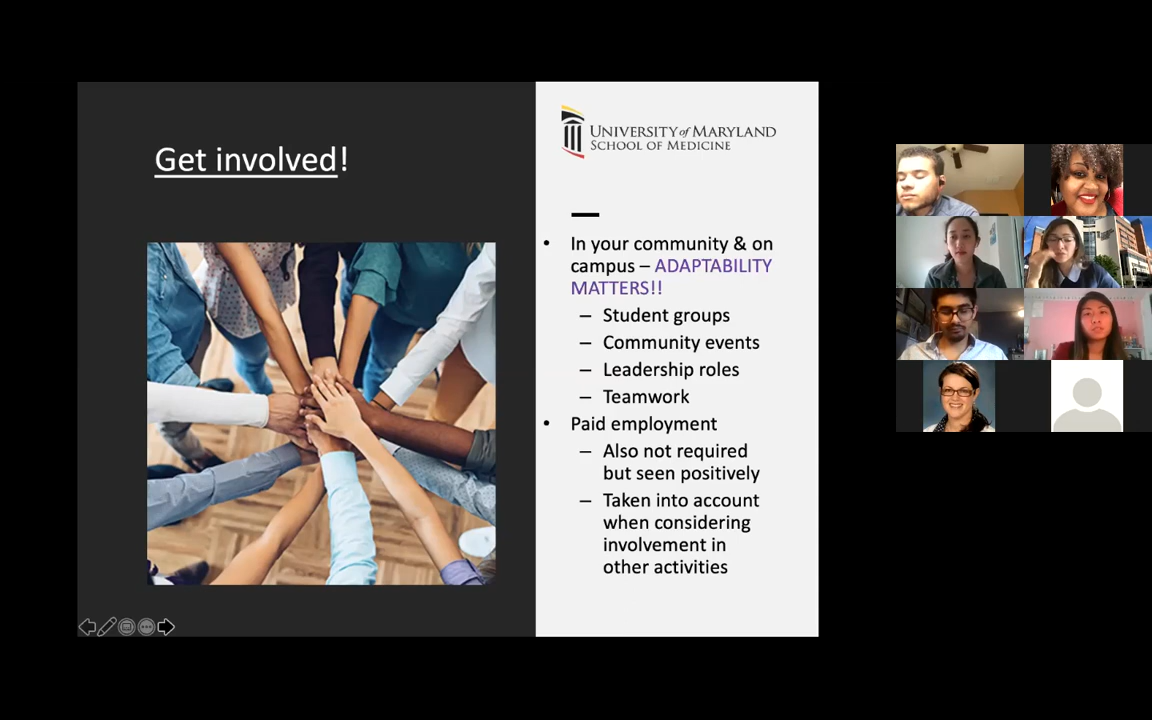 Get involved!
UNIVERSITY of MARYLAND
SCHOOL OF MEDICINE
• In your community & on
campus – ADAPTABILITY
MATTERS!!
– Student groups
– Community events
– Leadership roles
– Teamwork
• Paid employment
– Also not required
but seen positively
– Taken into account
when considering
involvement in
other activities